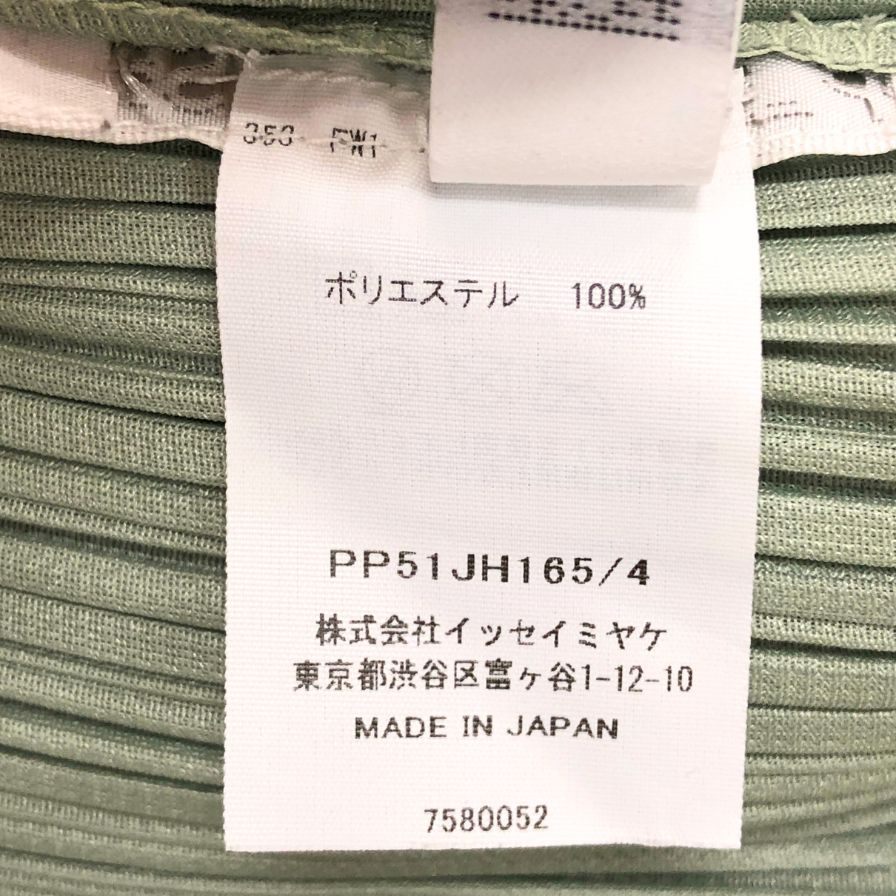 ポリエステル 100%
PP51JH165/4
株式会社イッセイミヤケ
東京都渋谷区富ヶ谷1-12-10
MADE IN JAPAN
7580052